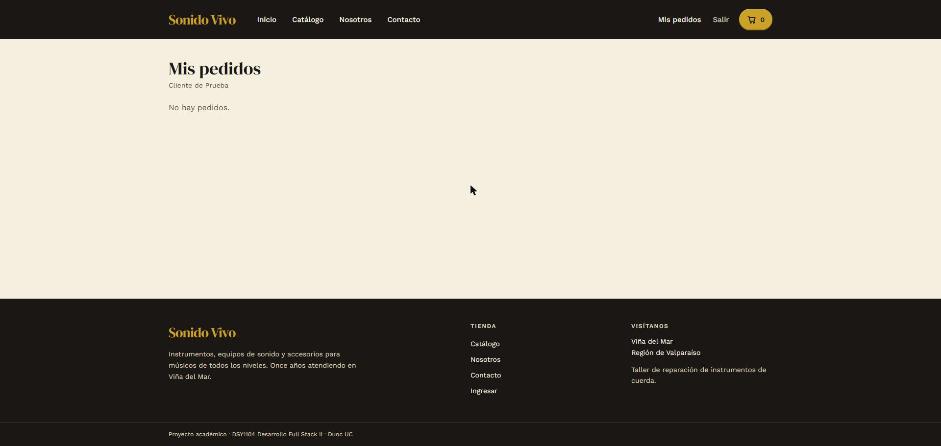 Sonido Vivo
Inicio
Catálogo
Nosotros
Contacto
Mis pedidos
Salir
0
Mis pedidos
Cliente de Prueba
No hay pedidos.
Sonido Vivo
Instrumentos, equipos de sonido y accesorios para
músicos de todos los niveles. Once años atendiendo en
Viña del Mar.
TIENDA
Catálogo
Nosotros
Contacto
Ingresar
VISÍTANOS
Viña del Mar
Región de Valparaíso
Taller de reparación de instrumentos de
cuerda.
Proyecto académico · DSY1104 Desarrollo Full Stack II · Duoc UC